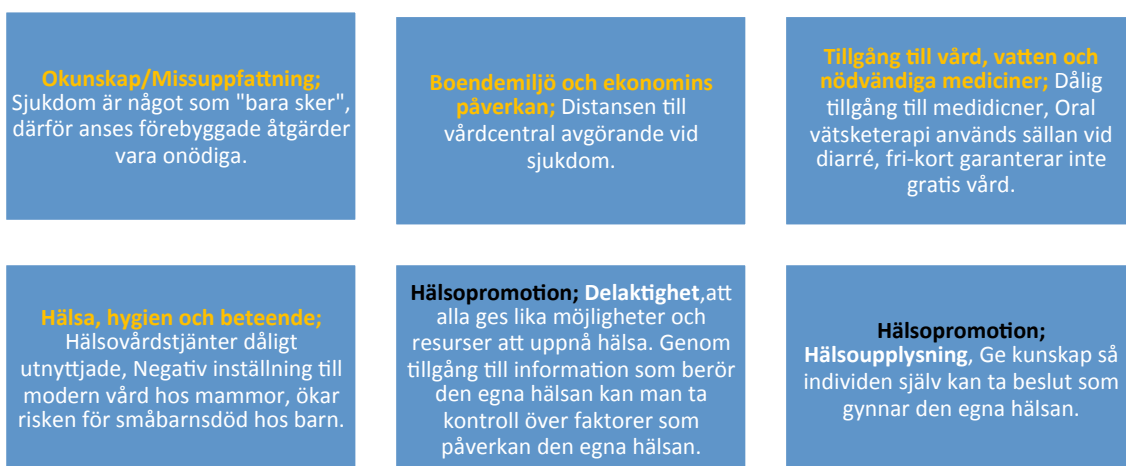 Okunskap/Missuppfattning;
Sjukdom är något som "bara sker",
därför anses förebyggade åtgärder
vara onödiga.
Boendemiljö och ekonomins
påverkan; Distansen till
vårdcentral avgörande vid
sjukdom.
Tillgång till vård, vatten och
nödvändiga mediciner; Dålig
tillgång till medidicner, Oral
vätsketerapi används sällan vid
diarré, fri-kort garanterar inte
gratis vård.
Hälsa, hygien och beteende;
Hälsovårdstjänter dåligt
utnyttjade, Negativ inställning till
modern vård hos mammor, ökar
risken för småbarnsdöd hos barn.
Hälsopromotion; Delaktighet,att
alla ges lika möjligheter och
resurser att uppnå hälsa. Genom
tillgång till information som berör
den egna hälsan kan man ta
kontroll över faktorer som
påverkan den egna hälsan.
Hälsopromotion;
Hälsoupplysning, Ge kunskap så
individen själv kan ta beslut som
gynnar den egna hälsan.